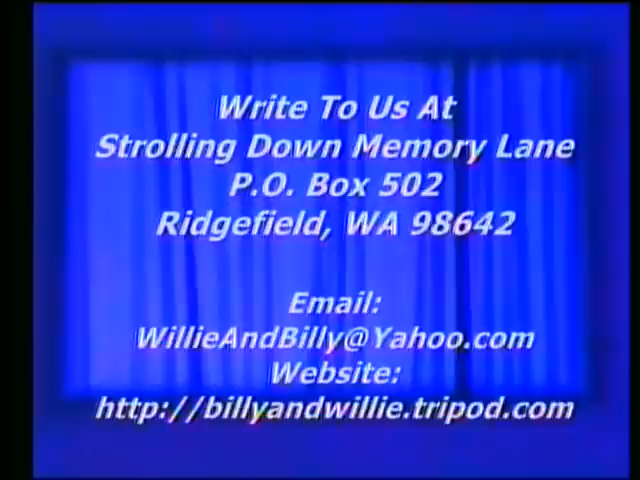 Write To Us At
Strolling Down Memory Lane
P.O. Box 502
Ridgefield, WA 98642
Email:
WillieAndBilly@Yahoo.com
Website:
http://billyandwillie.tripod.com